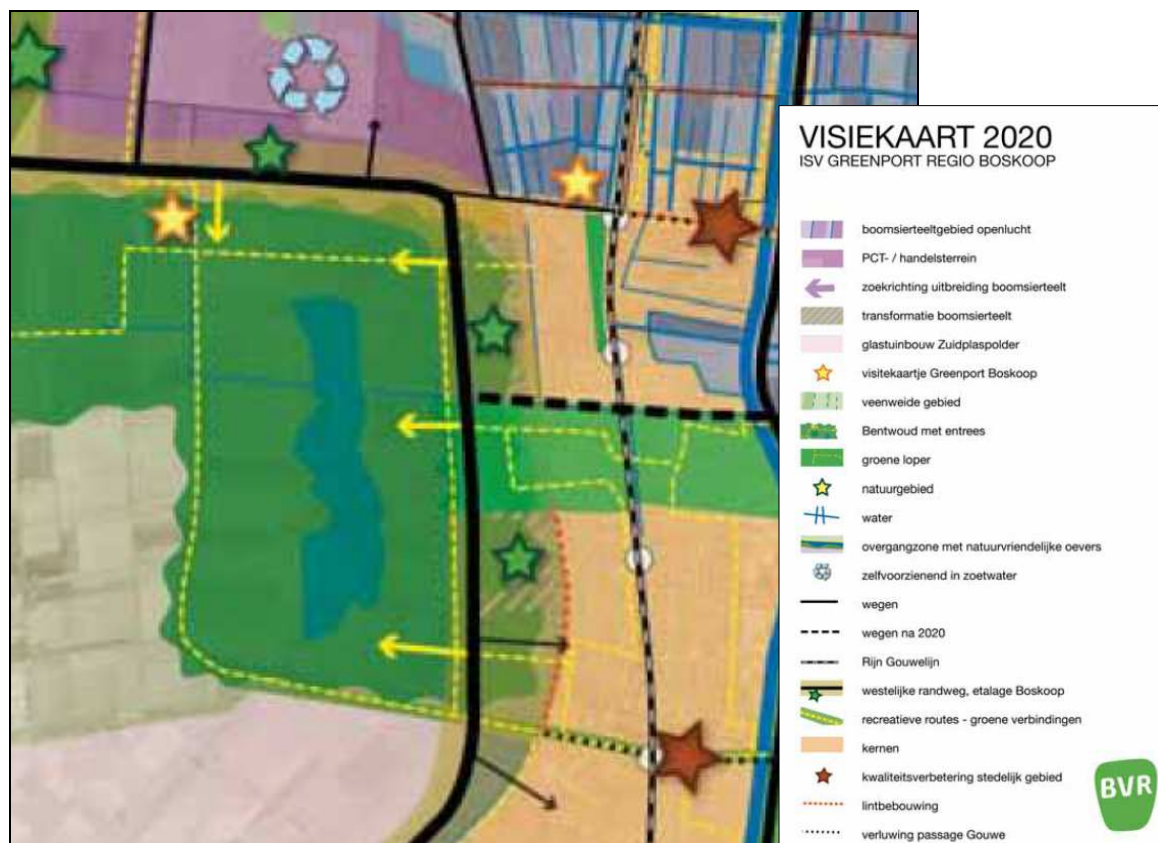 VISIEKAART 2020
ISV GREENPORT REGIO BOSKOOP
boomsierteeltgebied openlucht
PCT- / handelsterrein
zoekrichting uitbreiding boomsierteelt
transformatie boomsierteelt
glastuinbouw Zuidplaspolder
visitekaartje Greenport Boskoop
veenweide gebied
Bentwoud met entrees
groene loper
natuurgebied
water
overgangzone met natuurvriendelijke oevers
zelfvoorzienend in zoetwater
wegen
wegen na 2020
Rijn Gouwelijn
westelijke randweg, etalage Boskoop
recreatieve routes - groene verbindingen
kernen
kwaliteitsverbetering stedelijk gebied
lintbebouwing
verluwing passage Gouwe
BVR